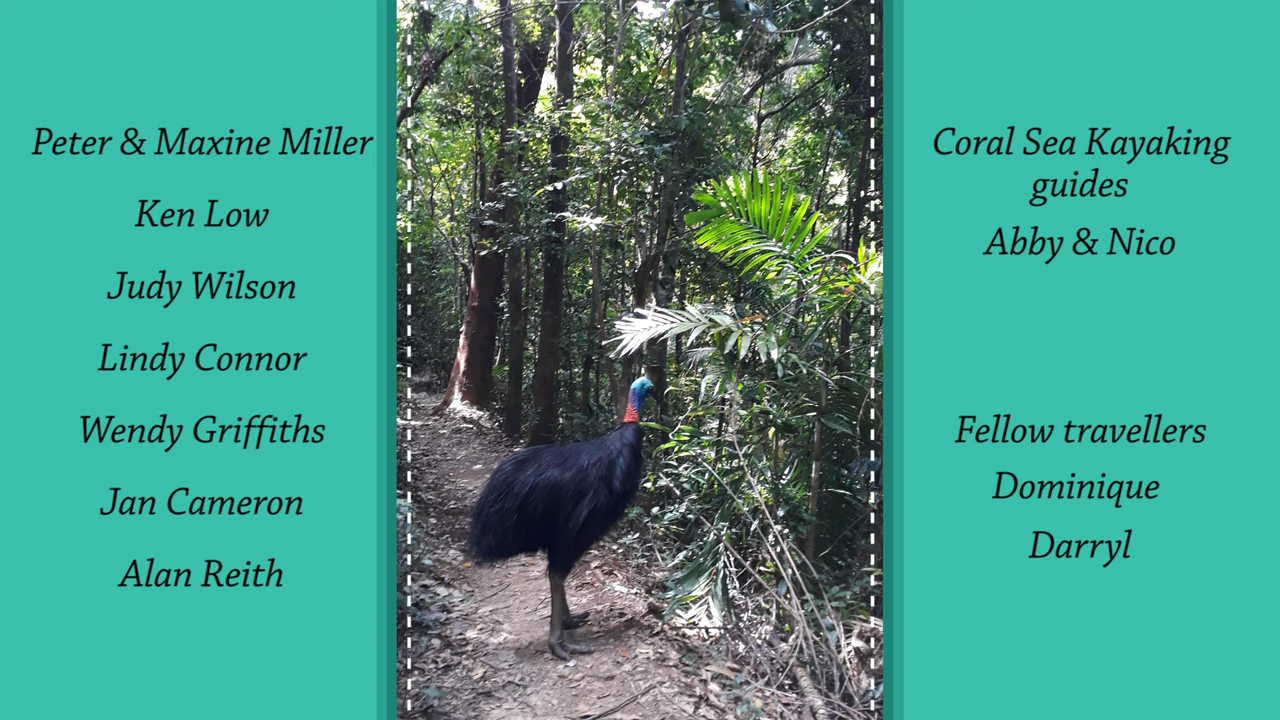 Peter & Maxine Miller
Ken Low
Judy Wilson
Lindy Connor
Wendy Griffiths
Jan Cameron
Alan Reith
Coral Sea Kayaking
guides
Abby & Nico
Fellow travellers
Dominique
Darryl